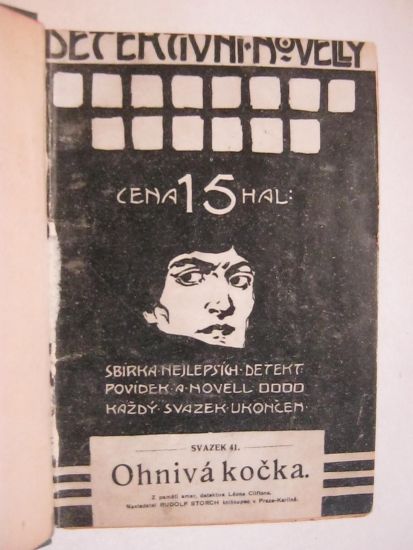 DETEKTIVNÍ·NOVELLY
CENA 15 HAL:
SBÍRKA·NEJLEPŠÍCH·DETEKT·
POVÍDEK·A·NOVELL
KAŽDÝ·SVAZEK·UKONČEN·
SVAZEK 41.
Ohnivá kočka.
Z pamětí amer. detektiva Léona Cliftona.
Nakladatel RUDOLF STORCH knihkupec v Praze-Karlíně.